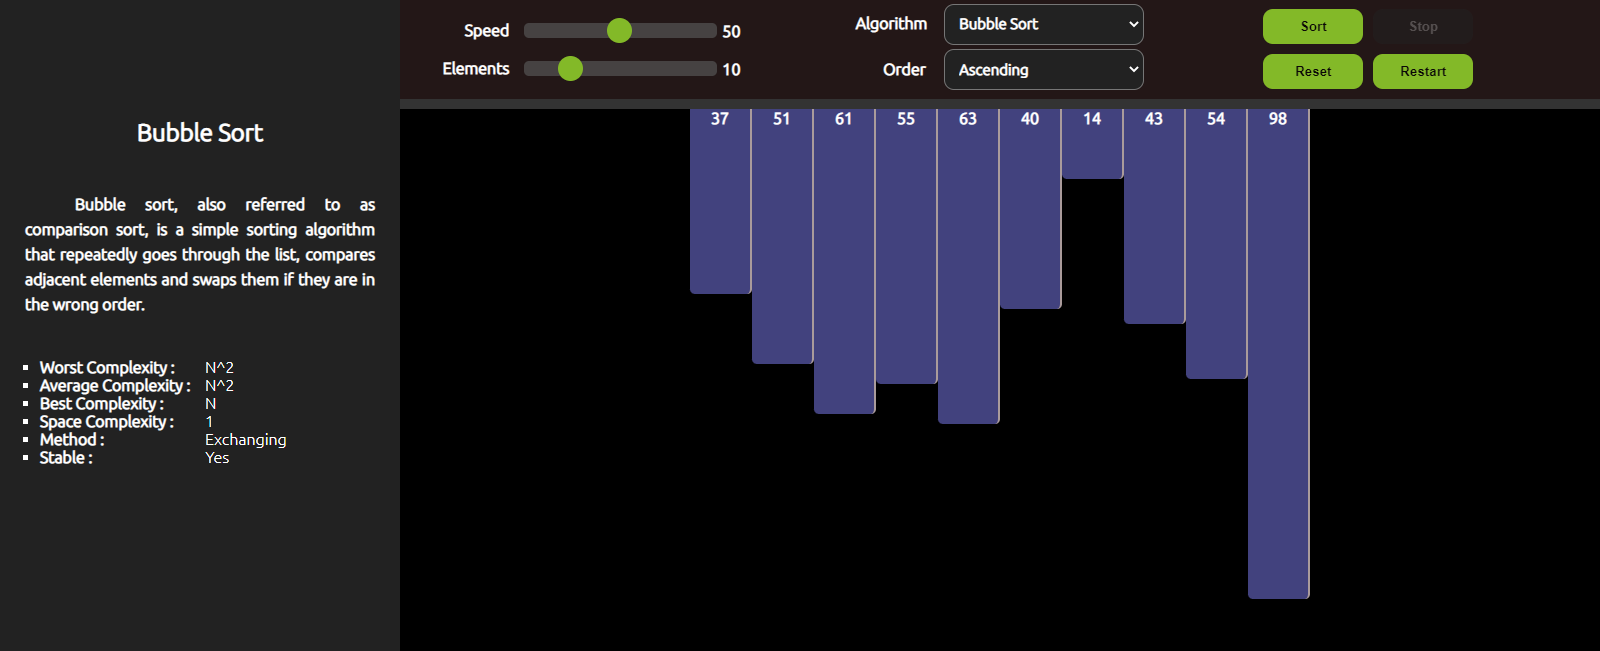 Speed 50
Elements 10
Algorithm Bubble Sort
Order Ascending
Sort Stop
Reset Restart
Bubble Sort
Bubble sort, also referred to as
comparison sort, is a simple sorting algorithm
that repeatedly goes through the list, compares
adjacent elements and swaps them if they are in
the wrong order.
Worst Complexity : N^2
Average Complexity : N^2
Best Complexity : N
Space Complexity : 1
Method : Exchanging
Stable : Yes
37 51 61 55 63 40 14 43 54 98